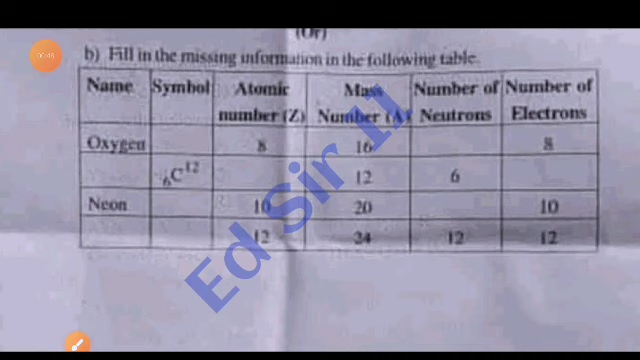 (Or)
00:48
b) Fill in the missing information in the following table.
Name Symbol Atomic number (Z) Mass Number (A) Number of Neutrons Number of Electrons
Oxygen 8 16 8
₆C¹² 12 6
Neon 10 20 10
12 24 12 12
Ed Sir 11